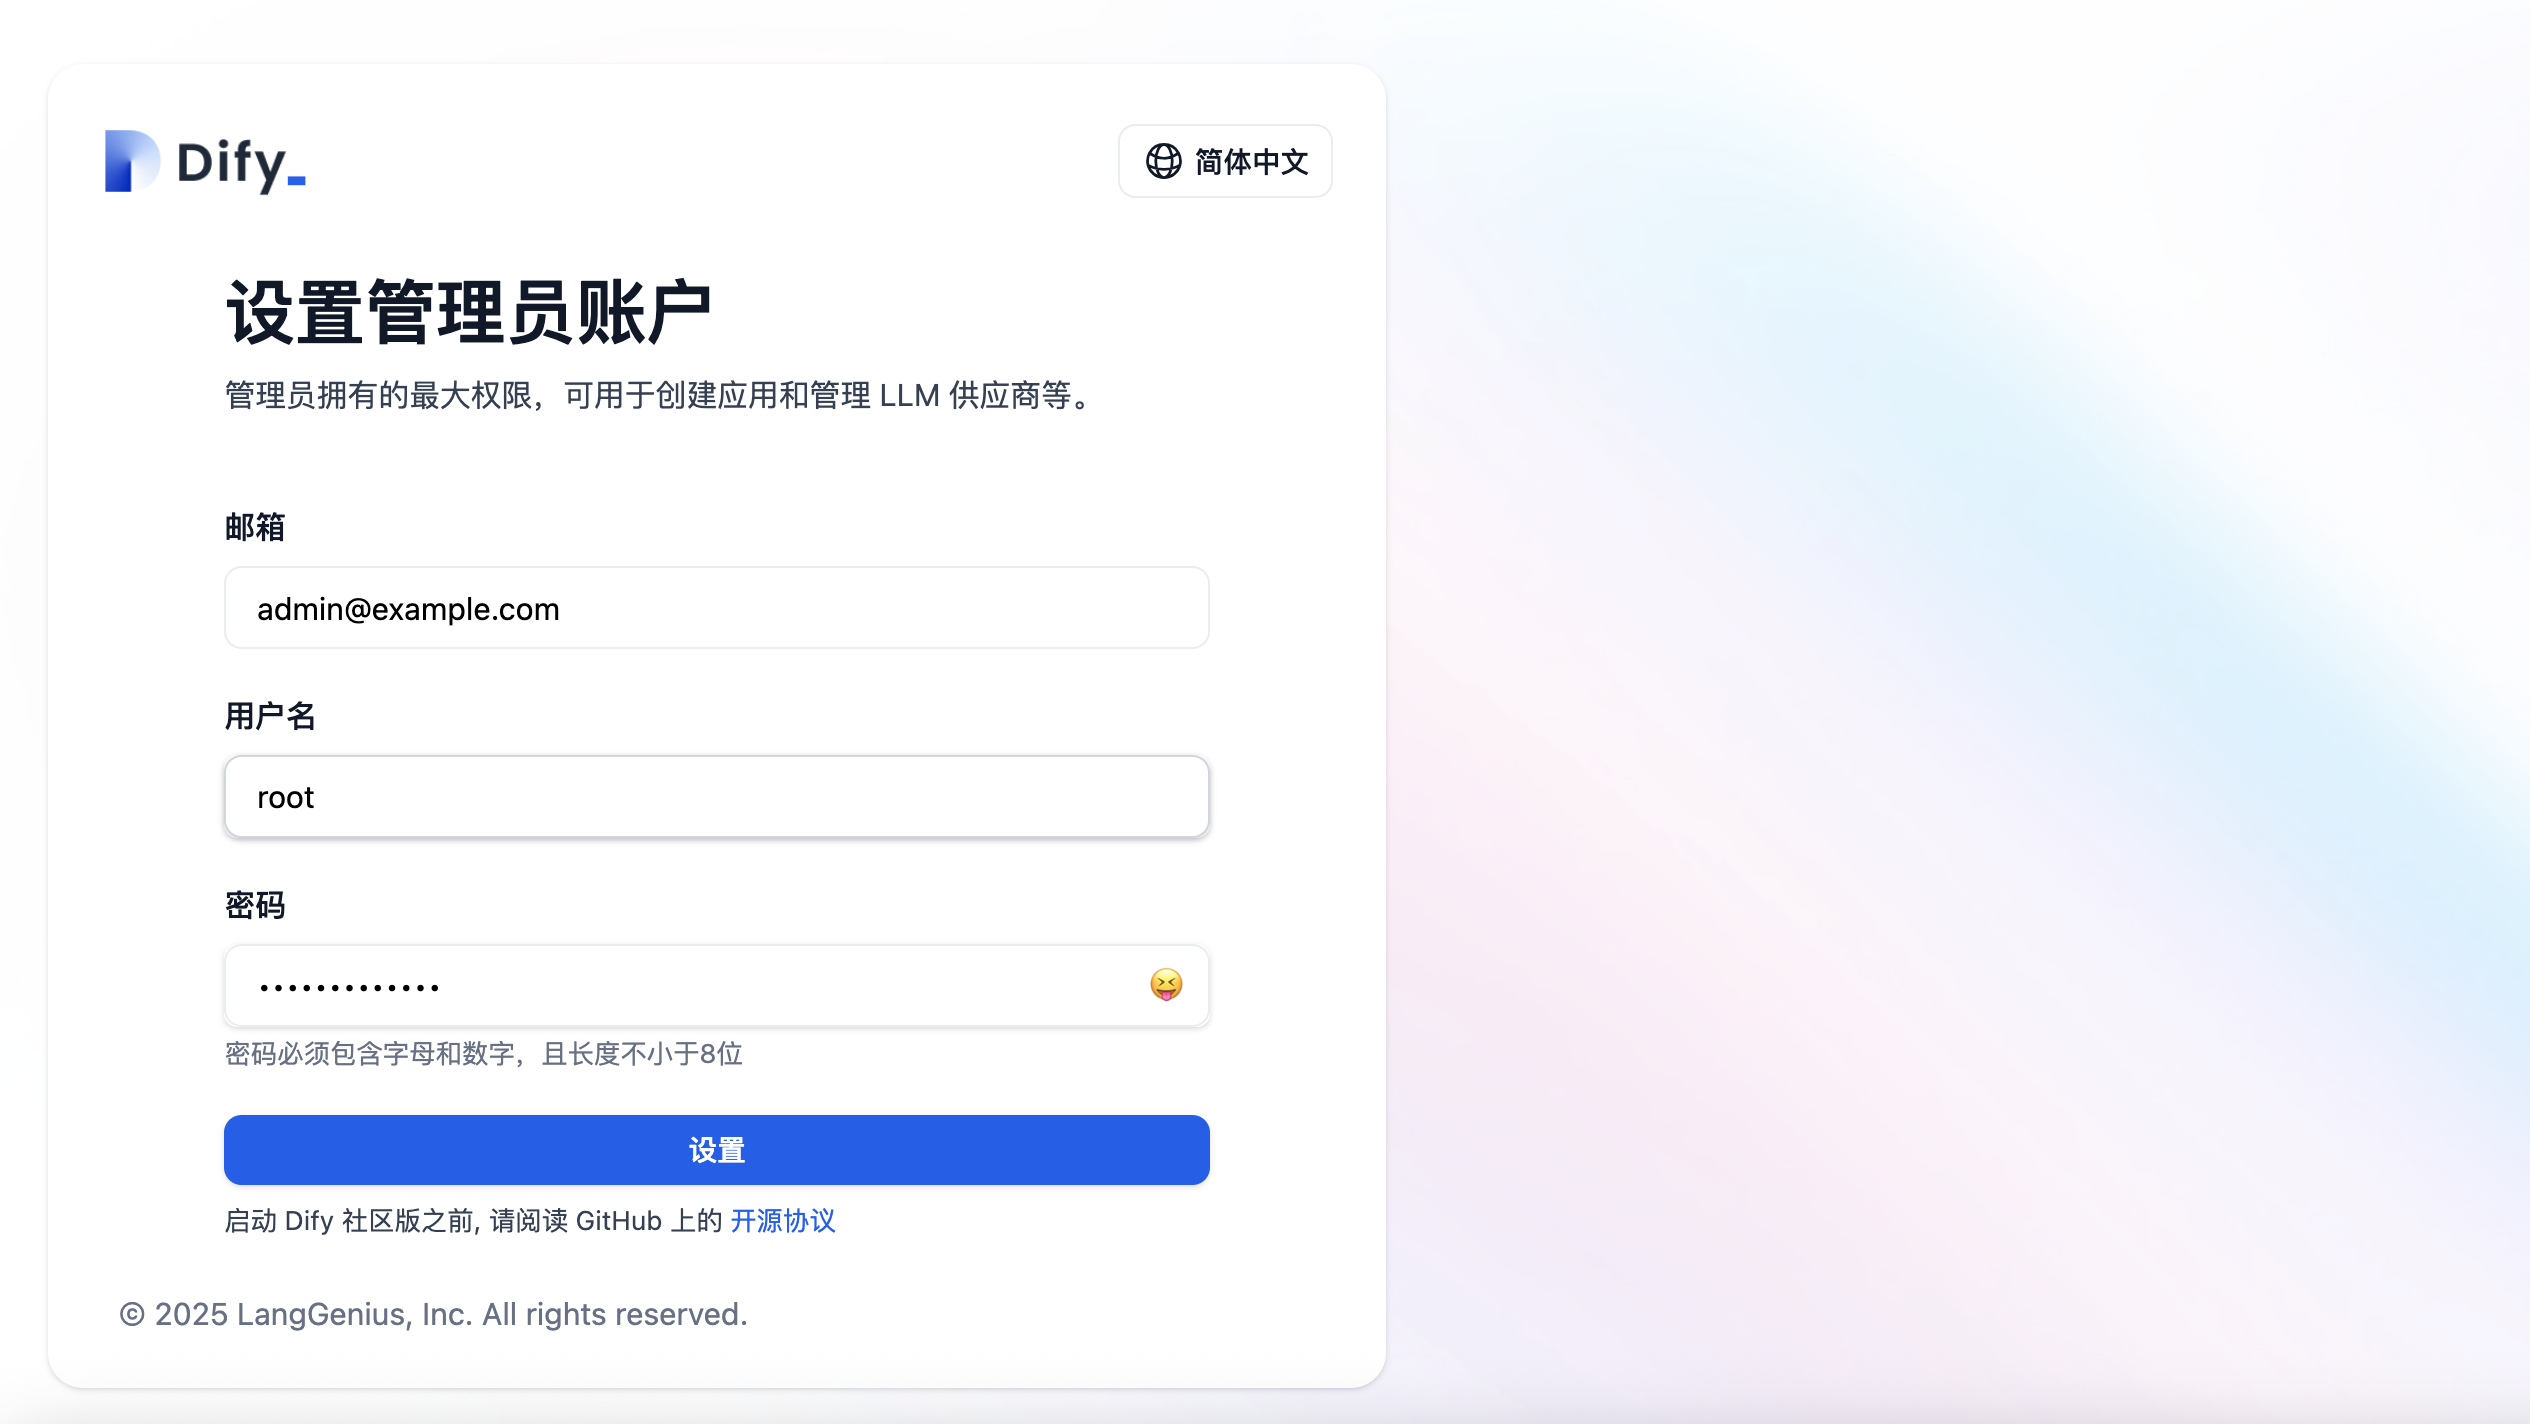 Dify_
简体中文
设置管理员账户
管理员拥有的最大权限，可用于创建应用和管理 LLM 供应商等。
邮箱
admin@example.com
用户名
root
密码
•••••••••••••
密码必须包含字母和数字，且长度不小于8位
设置
启动 Dify 社区版之前, 请阅读 GitHub 上的 开源协议
© 2025 LangGenius, Inc. All rights reserved.